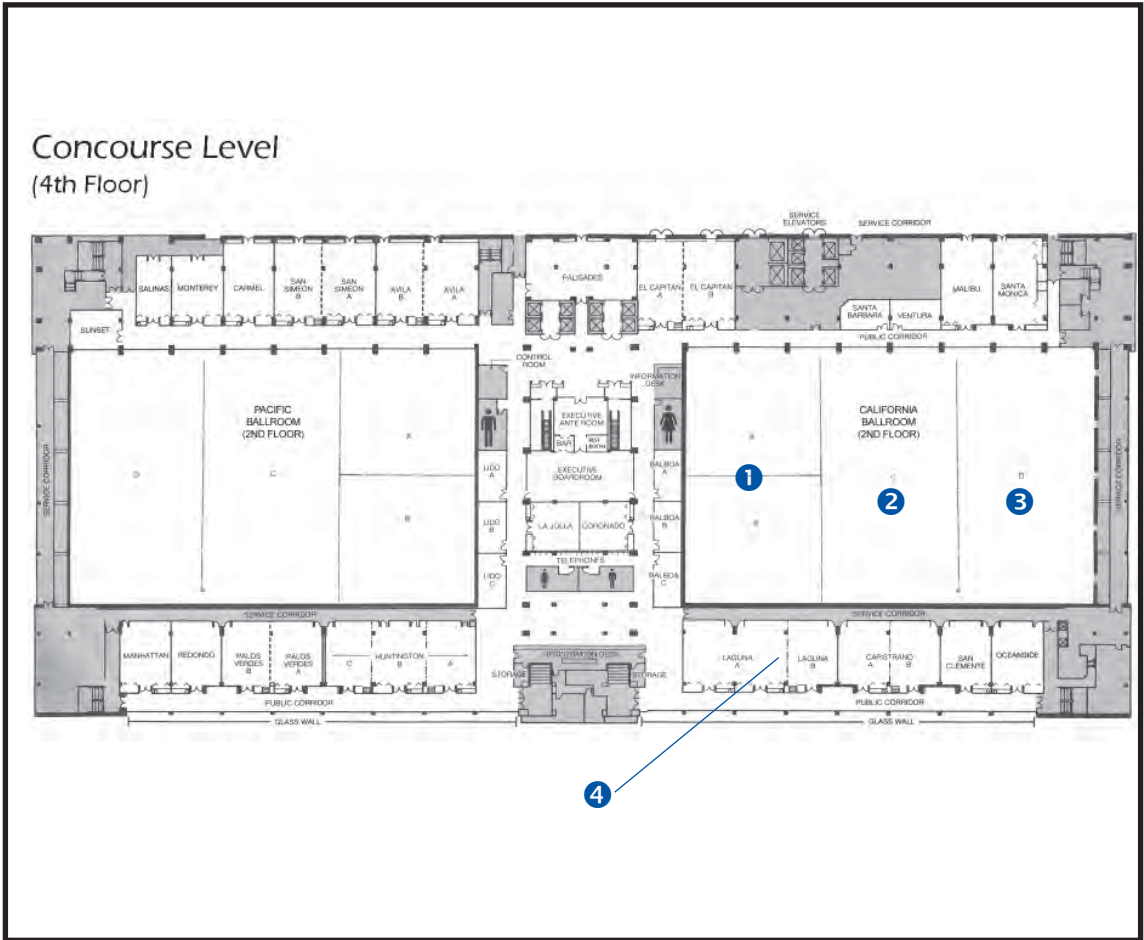 Concourse Level
(4th Floor)
SERVICE
ELEVATORS
SERVICE CORRIDOR
SALINAS
MONTEREY
CARMEL
SAN
SIMEON
B
SAN
SIMEON
A
AVILA
B
AVILA
A
PALISADES
EL CAPITAN
A
EL CAPITAN
B
SANTA
BARBARA
VENTURA
MALIBU
SANTA
MONICA
SUNSET
PUBLIC CORRIDOR
CONTROL
ROOM
INFORMATION
DESK
PACIFIC
BALLROOM
(2ND FLOOR)
A
B
C
D
EXECUTIVE
ANTE ROOM
BAR
REST
ROOM
EXECUTIVE
BOARDROOM
LA JOLLA
CORONADO
TELEPHONES
LIDO
A
LIDO
B
LIDO
C
BALBOA
A
BALBOA
B
BALBOA
C
CALIFORNIA
BALLROOM
(2ND FLOOR)
A
B
C
D
1
2
3
SERVICE CORRIDOR
SERVICE CORRIDOR
SERVICE CORRIDOR
SERVICE CORRIDOR
MANHATTAN
REDONDO
PALOS
VERDES
B
PALOS
VERDES
A
HUNTINGTON
C
B
A
REGISTRATION DESK
STORAGE
STORAGE
LAGUNA
A
LAGUNA
B
CAPISTRANO
A
B
SAN
CLEMENTE
OCEANSIDE
PUBLIC CORRIDOR
PUBLIC CORRIDOR
GLASS WALL
GLASS WALL
4